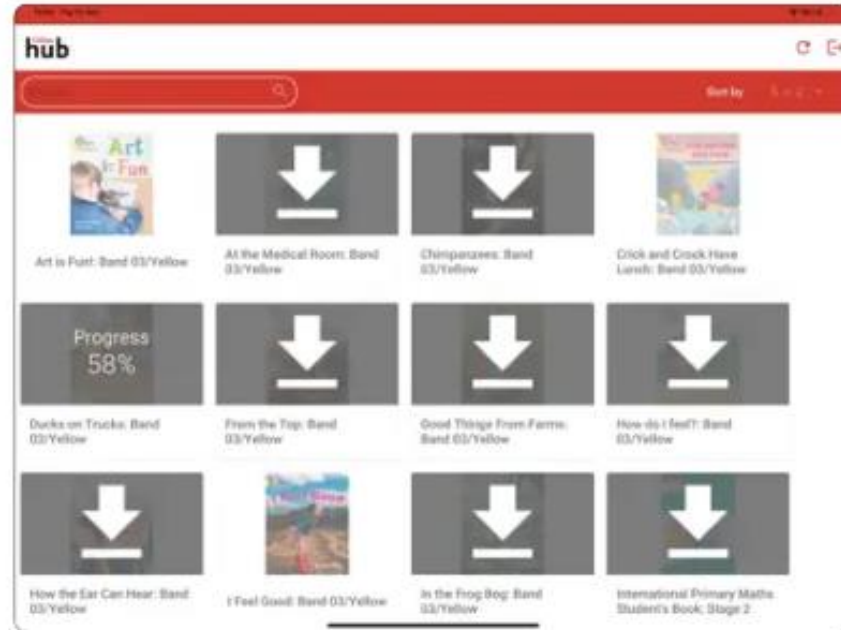 hub
Sort by
Art
is Fun
Art is Fun!: Band 03/Yellow
At the Medical Room: Band
03/Yellow
Chimpanzees: Band
03/Yellow
Crick and Crock Have
Lunch: Band 03/Yellow
Progress
58%
Ducks on Trucks: Band
03/Yellow
From the Top: Band
03/Yellow
Good Things From Farms:
Band 03/Yellow
How do I feel?: Band
03/Yellow
How the Ear Can Hear: Band
03/Yellow
I Feel Good: Band 03/Yellow
In the Frog Bog: Band
03/Yellow
International Primary Maths
Student's Book: Stage 2